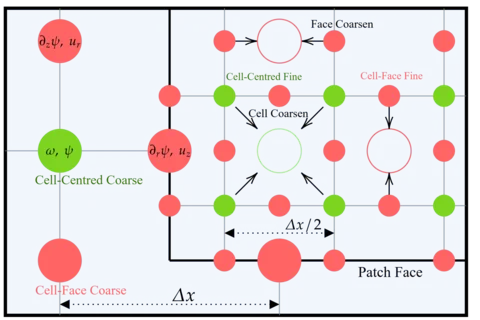 Face Coarsen
∂zψ, ur
Cell-Centred Fine
Cell-Face Fine
Cell Coarsen
ω, ψ
∂rψ, uz
Cell-Centred Coarse
Δx/2
Patch Face
Cell-Face Coarse
Δx